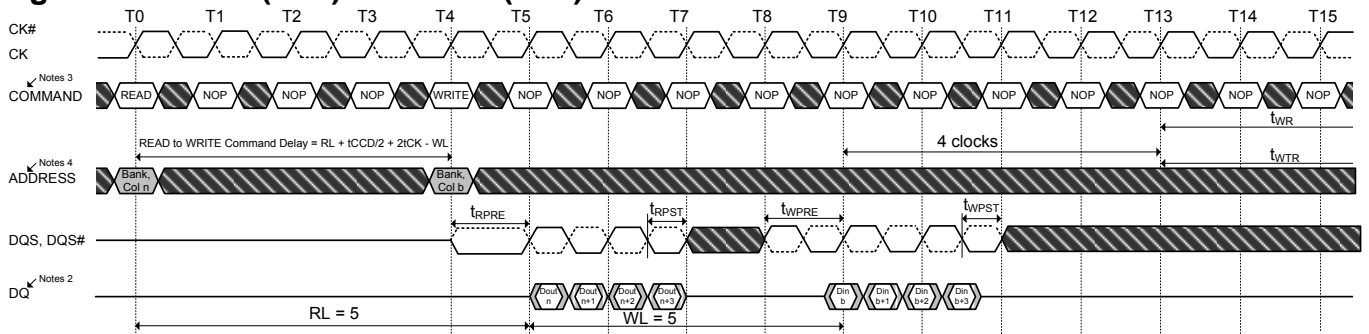 T0 T1 T2 T3 T4 T5 T6 T7 T8 T9 T10 T11 T12 T13 T14 T15
CK#
CK
Notes 3
COMMAND READ NOP NOP NOP WRITE NOP NOP NOP NOP NOP NOP NOP NOP NOP NOP NOP
tWR
READ to WRITE Command Delay = RL + tCCD/2 + 2tCK - WL
4 clocks
Notes 4
tWTR
ADDRESS Bank, Col n Bank, Col b
tRPRE tRPST tWPRE tWPST
DQS, DQS#
Notes 2
DQ Dout n Dout n+1 Dout n+2 Dout n+3 Din b Din b+1 Din b+2 Din b+3
RL = 5 WL = 5